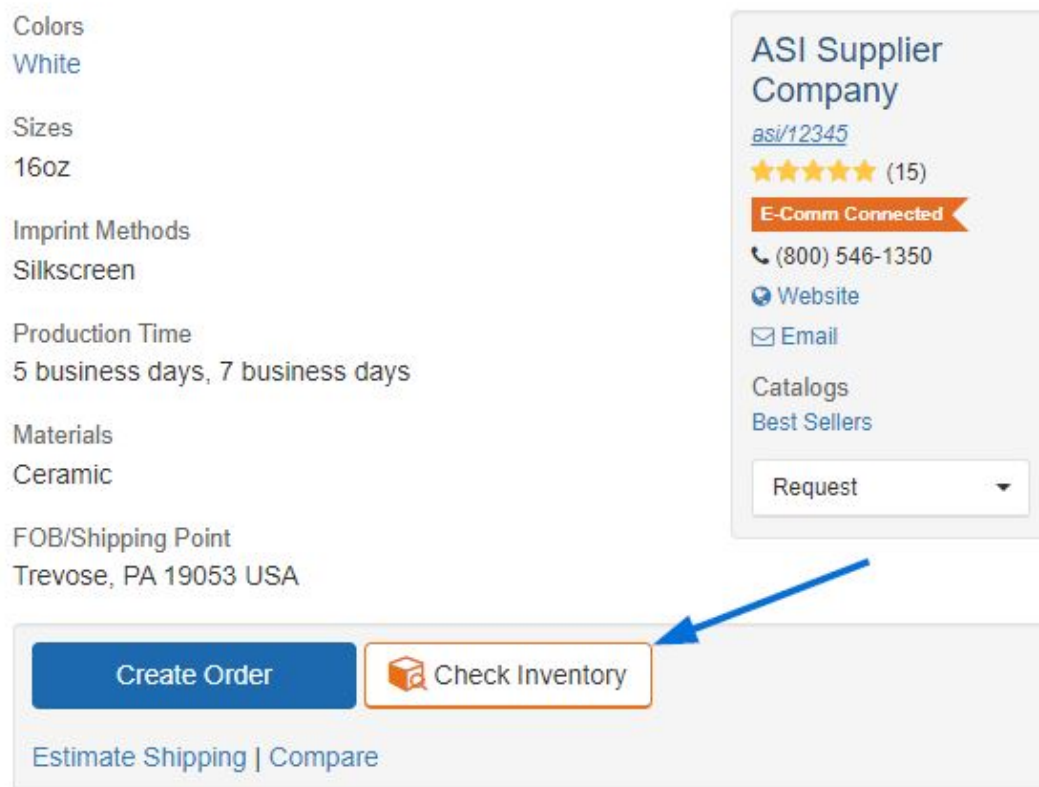 Colors
White
Sizes
16oz
Imprint Methods
Silkscreen
Production Time
5 business days, 7 business days
Materials
Ceramic
FOB/Shipping Point
Trevose, PA 19053 USA
ASI Supplier
Company
asi/12345
(15)
E-Comm Connected
(800) 546-1350
Website
Email
Catalogs
Best Sellers
Request
Create Order
Check Inventory
Estimate Shipping | Compare